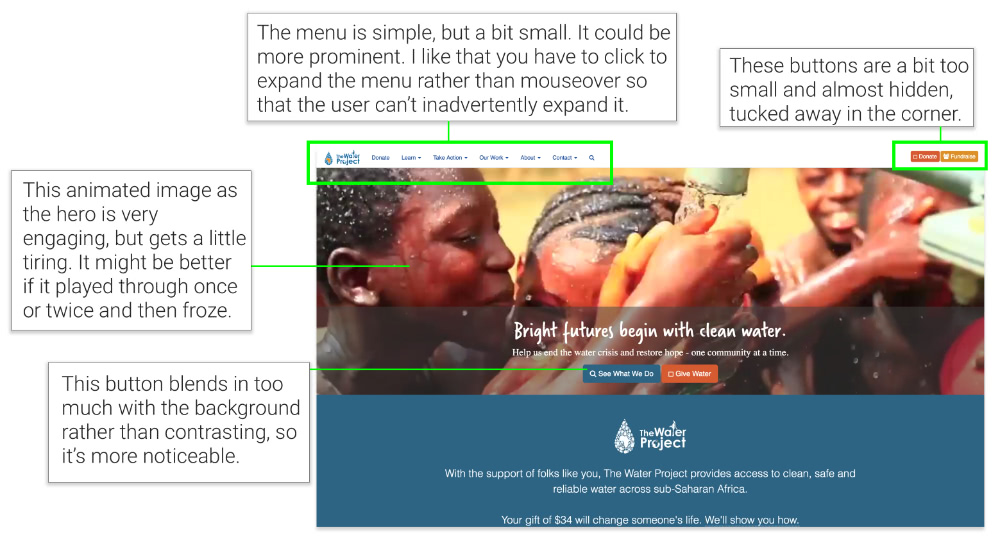 The menu is simple, but a bit small. It could be
more prominent. I like that you have to click to
expand the menu rather than mouseover so
that the user can't inadvertently expand it.
These buttons are a bit too
small and almost hidden,
tucked away in the corner.
The Water
Project
Donate Learn Take Action Our Work About Contact
Donate Fundraise
This animated image as
the hero is very
engaging, but gets a little
tiring. It might be better
if it played through once
or twice and then froze.
Bright futures begin with clean water.
Help us end the water crisis and restore hope - one community at a time.
See What We Do Give Water
This button blends in too
much with the background
rather than contrasting, so
it's more noticeable.
The Water
Project
With the support of folks like you, The Water Project provides access to clean, safe and
reliable water across sub-Saharan Africa.
Your gift of $34 will change someone's life. We'll show you how.